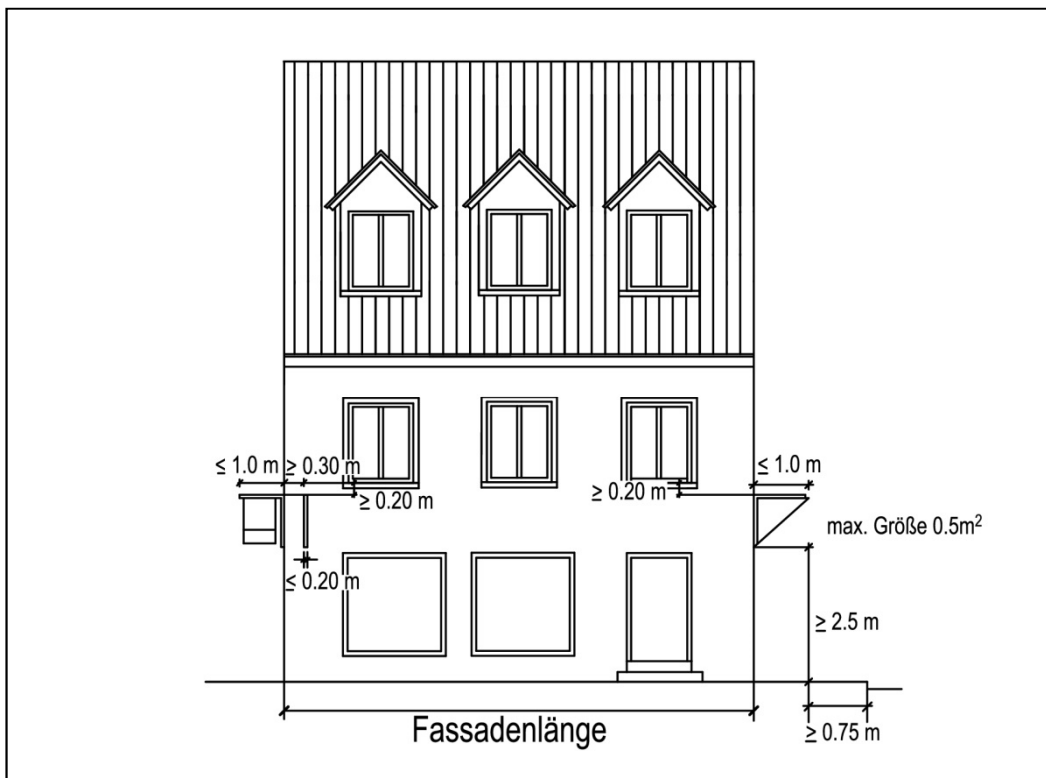 ≤ 1.0 m ≥ 0.30 m
≤ 1.0 m
≥ 0.20 m
≥ 0.20 m
max. Größe 0.5m²
≤ 0.20 m
≥ 2.5 m
Fassadenlänge
≥ 0.75 m